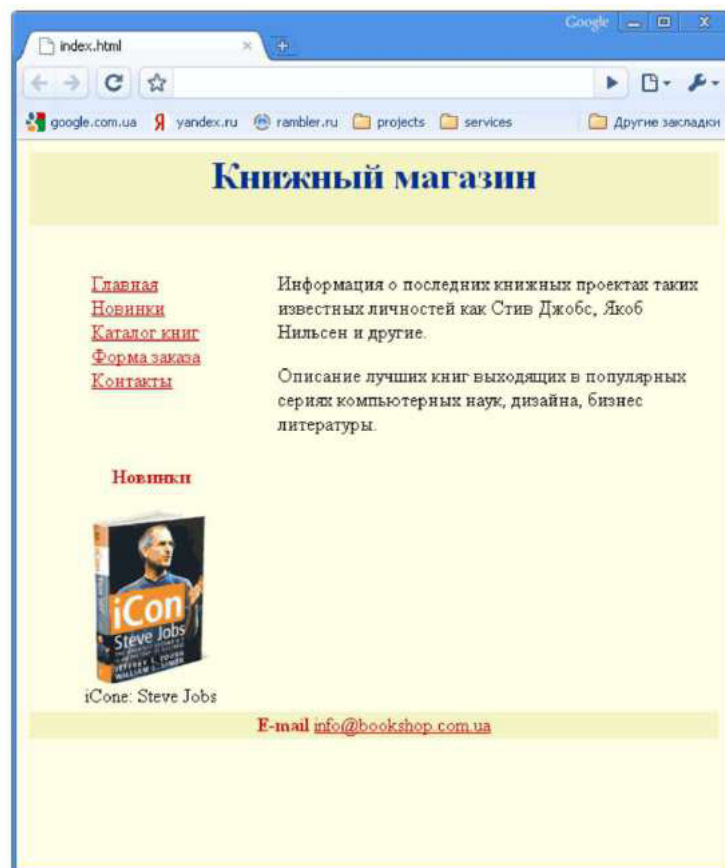 Google
index.html
google.com.ua yandex.ru rambler.ru projects services Другие закладки
Книжный магазин
Главная
Новинки
Каталог книг
Форма заказа
Контакты
Информация о последних книжных проектах таких
известных личностей как Стив Джобс, Якоб
Нильсен и другие.
Описание лучших книг выходящих в популярных
сериях компьютерных наук, дизайна, бизнес
литературы.
Новинки
iCon
Steve Jobs
iCone: Steve Jobs
E-mail info@bookshop.com.ua